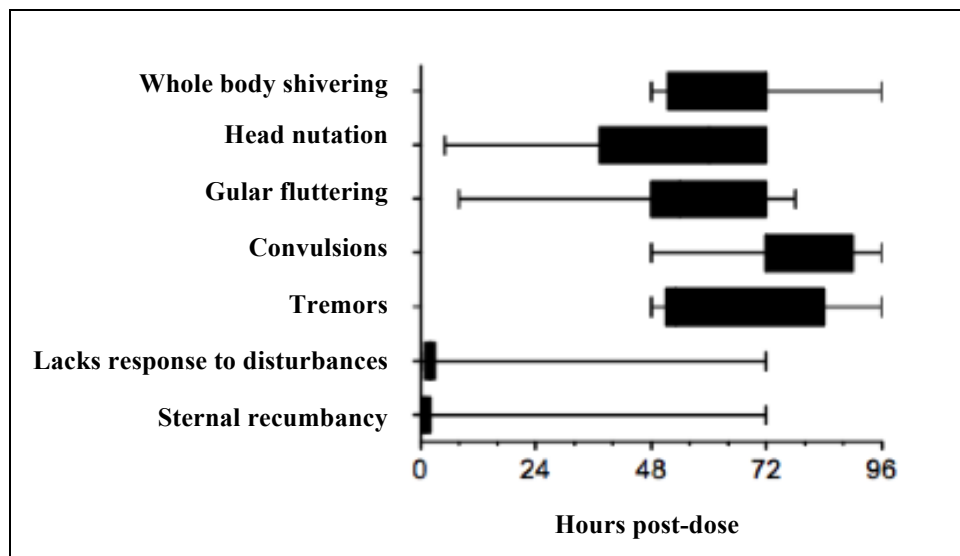 Whole body shivering
Head nutation
Gular fluttering
Convulsions
Tremors
Lacks response to disturbances
Sternal recumbancy
0 24 48 72 96
Hours post-dose